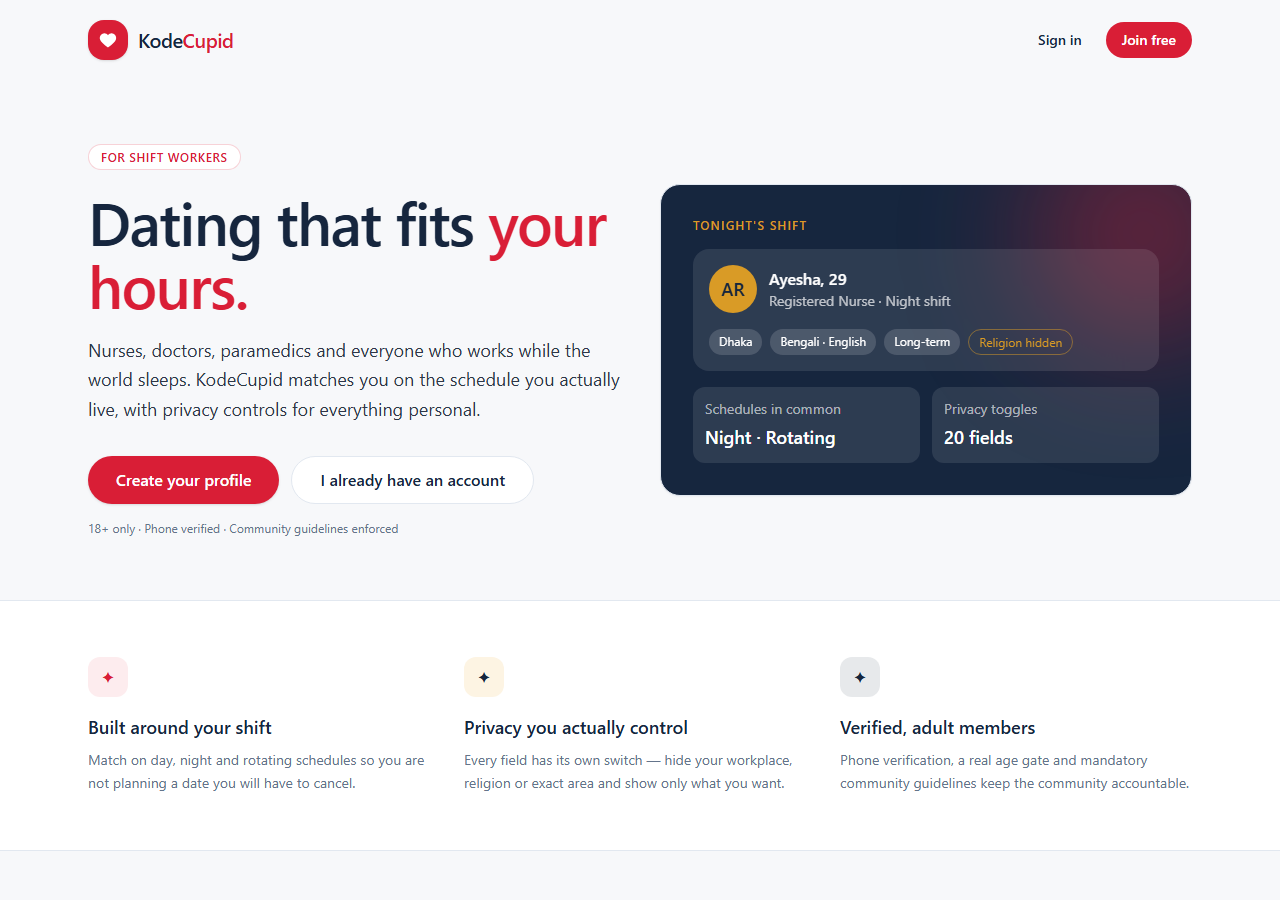 KodeCupid
Sign in
Join free
FOR SHIFT WORKERS
Dating that fits your
hours.
Nurses, doctors, paramedics and everyone who works while the
world sleeps. KodeCupid matches you on the schedule you actually
live, with privacy controls for everything personal.
Create your profile
I already have an account
18+ only · Phone verified · Community guidelines enforced
TONIGHT'S SHIFT
AR
Ayesha, 29
Registered Nurse · Night shift
Dhaka
Bengali · English
Long-term
Religion hidden
Schedules in common
Night · Rotating
Privacy toggles
20 fields
Built around your shift
Match on day, night and rotating schedules so you are
not planning a date you will have to cancel.
Privacy you actually control
Every field has its own switch — hide your workplace,
religion or exact area and show only what you want.
Verified, adult members
Phone verification, a real age gate and mandatory
community guidelines keep the community accountable.